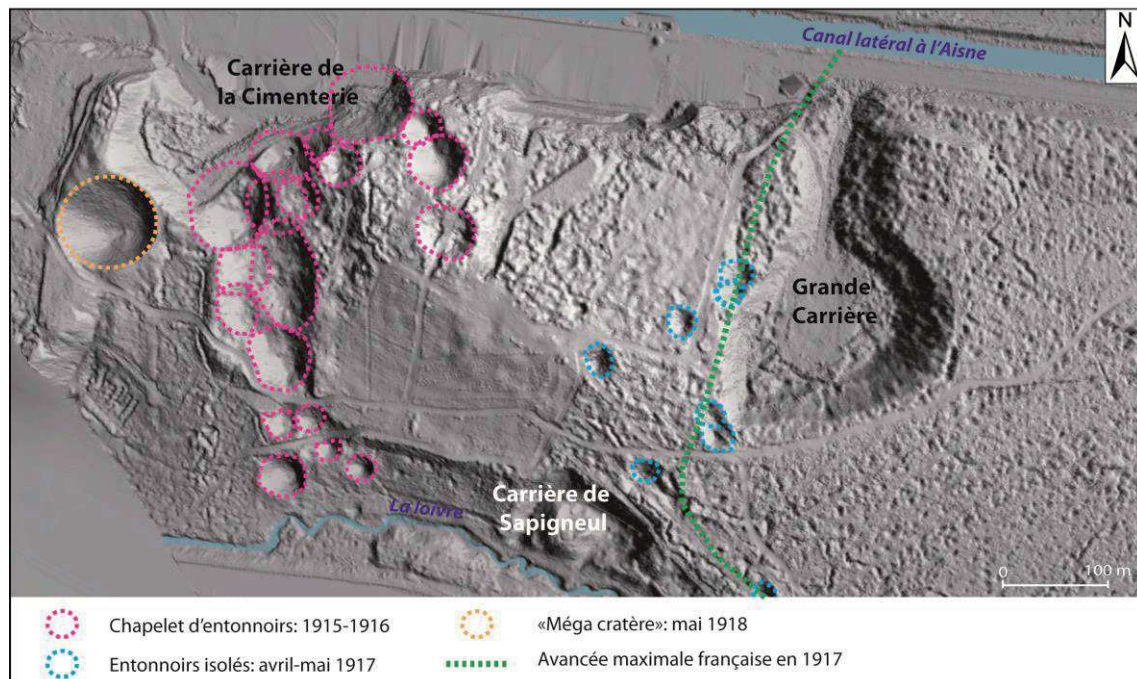 Canal latéral à l'Aisne
N
Carrière de
la Cimenterie
Grande
Carrière
Carrière de
Sapigneul
La loivre
0 100 m
Chapelet d'entonnoirs: 1915-1916
«Méga cratère»: mai 1918
Entonnoirs isolés: avril-mai 1917
Avancée maximale française en 1917